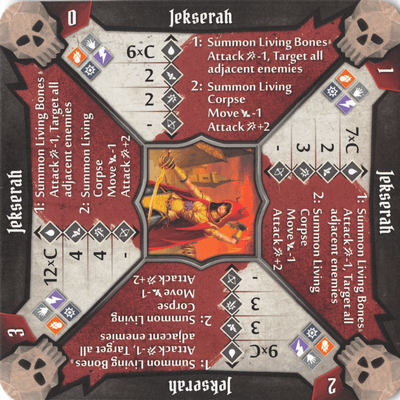 0
Jekserah
6×C
2
2
-
1: Summon Living Bones
Attack -1, Target all
adjacent enemies
2: Summon Living
Corpse
Move -1
Attack +2
1
Jekserah
7×C
2
3
-
1: Summon Living Bones
Attack -1, Target all
adjacent enemies
2: Summon Living
Corpse
Move -1
Attack +2
2
Jekserah
9×C
3
3
-
1: Summon Living Bones
Attack -1, Target all
adjacent enemies
2: Summon Living
Corpse
Move -1
Attack +2
3
Jekserah
12×C
4
4
-
1: Summon Living Bones
Attack -1, Target all
adjacent enemies
2: Summon Living
Corpse
Move -1
Attack +2